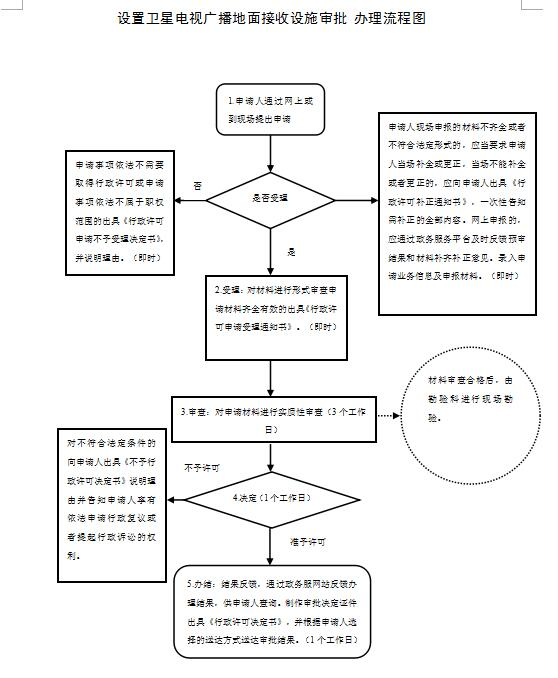 设置卫星电视广播地面接收设施审批 办理流程图
1.申请人通过网上或
到现场提出申请
申请人现场申报的材料不齐全或者
不符合法定形式的，应当要求申请
人当场补全或更正，当场不能补全
或者更正的，应向申请人出具《行
政许可补正通知书》，一次性告知
需补正的全部内容。网上申报的，
应通过政务服务平台及时反馈预审
结果和材料补齐补正意见。录入申
请业务信息及申报材料。（即时）
申请事项依法不需要
取得行政许可或申请
事项依法不属于职权
范围的出具《行政许可
申请不予受理决定书》，
并说明理由。（即时）
否
是否受理
是
2.受理：对材料进行形式审查申
请材料齐全有效的出具《行政许
可申请受理通知书》。（即时）
材料审查合格后，由
勘验科进行现场勘
验。
3.审查：对申请材料进行实质性审查（3 个工作
日）
对不符合法定条件的
向申请人出具《不予行
政许可决定书》说明理
由并告知申请人享有
依法申请行政复议或
者提起行政诉讼的权
利。
不予许可
4.决定（1 个工作日）
准予许可
5.办结：结果反馈，通过政务服网站反馈办
理结果，供申请人查询。制作审批决定证件
出具《行政许可决定书》，并根据申请人选
择的送达方式送达审批结果。（1 个工作日）